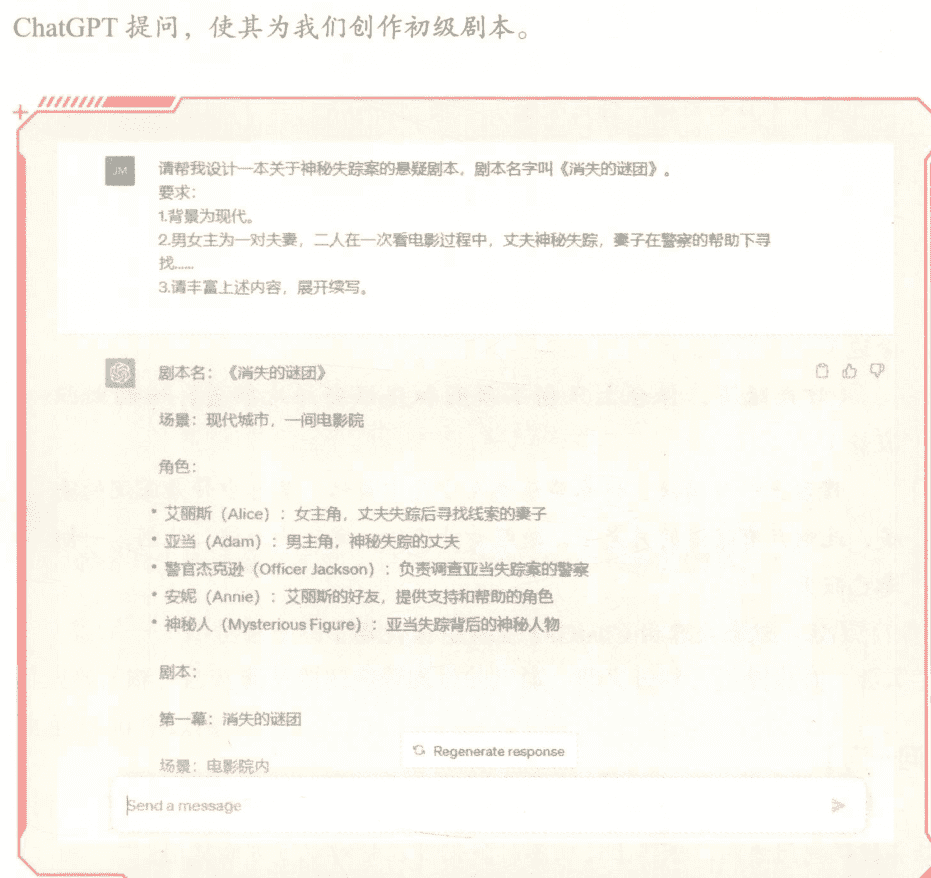 ChatGPT 提问，使其为我们创作初级剧本。
JM
请帮我设计一本关于神秘失踪案的悬疑剧本，剧本名字叫《消失的谜团》。
要求：
1.背景为现代。
2.男女主为一对夫妻，二人在一次看电影过程中，丈夫神秘失踪，妻子在警察的帮助下寻
找......
3.请丰富上述内容，展开续写。
剧本名：《消失的谜团》
场景：现代城市，一间电影院
角色：
• 艾丽斯（Alice）：女主角，丈夫失踪后寻找线索的妻子
• 亚当（Adam）：男主角，神秘失踪的丈夫
• 警官杰克逊（Officer Jackson）：负责调查亚当失踪案的警察
• 安妮（Annie）：艾丽斯的好友，提供支持和帮助的角色
• 神秘人（Mysterious Figure）：亚当失踪背后的神秘人物
剧本：
第一幕：消失的谜团
Regenerate response
场景：电影院内
Send a message